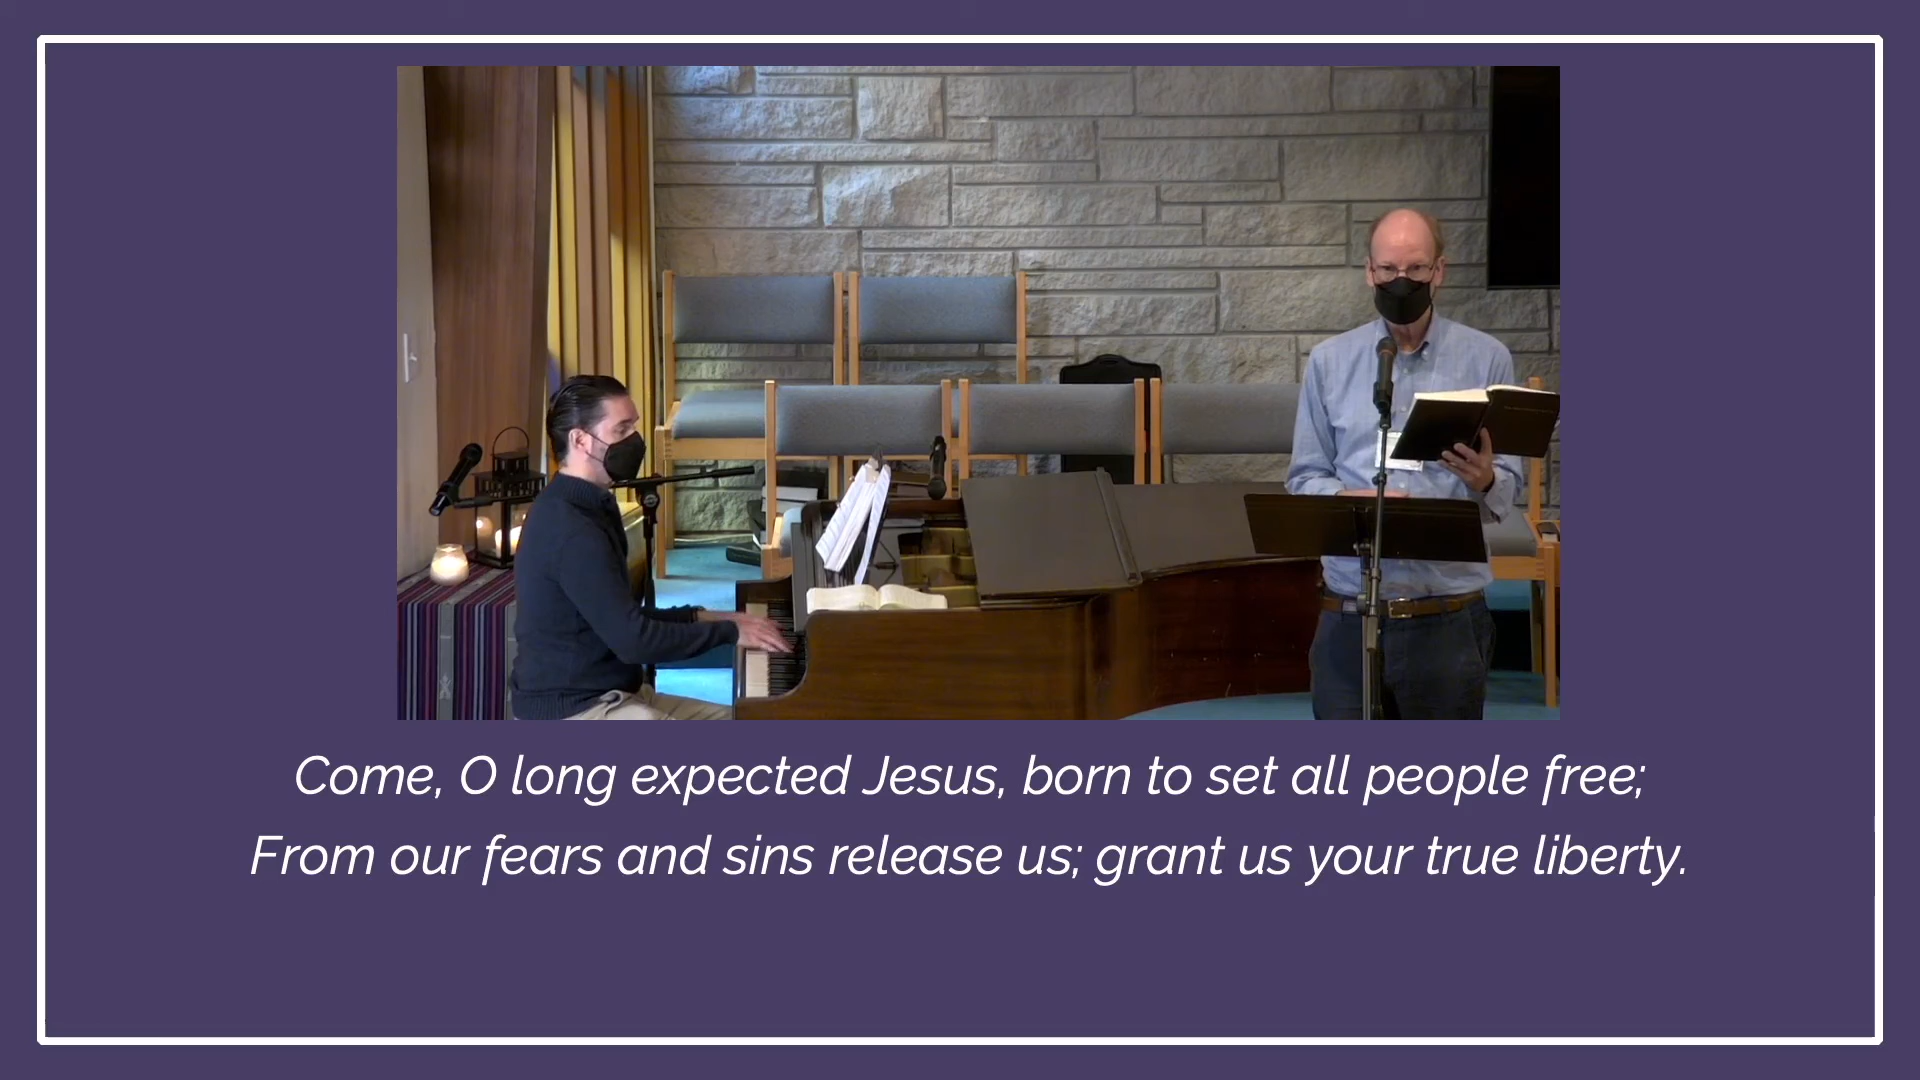 Come, O long expected Jesus, born to set all people free;
From our fears and sins release us; grant us your true liberty.